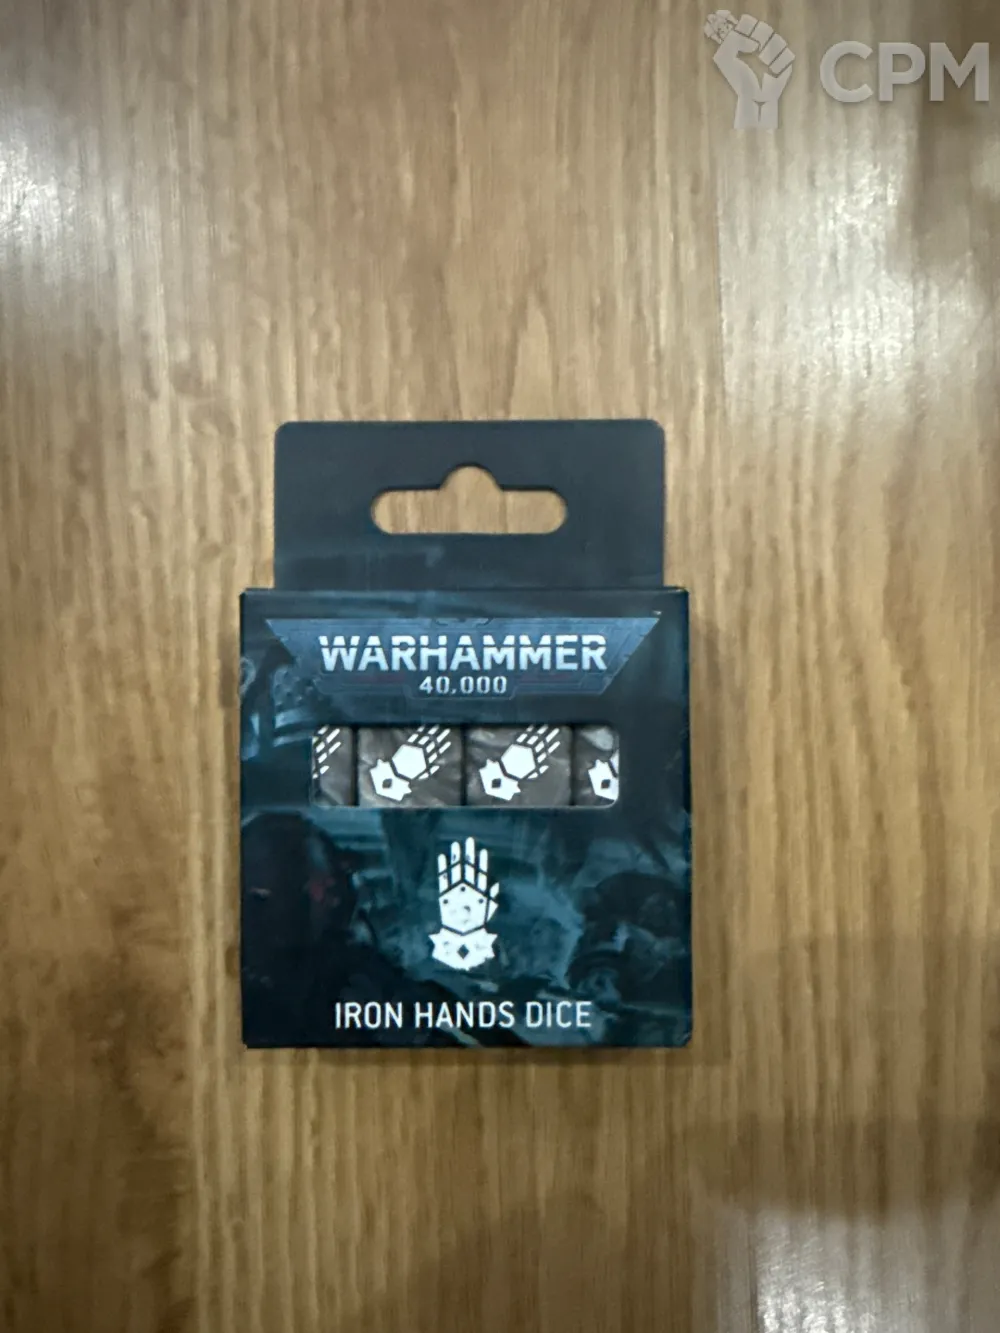 CPM
WARHAMMER
40,000
IRON HANDS DICE